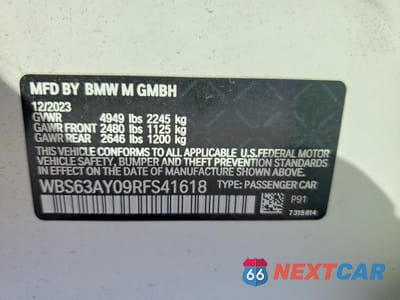 MFD BY BMW M GMBH
12/2023
GVWR 4949 lbs 2245 kg
GAWR FRONT 2480 lbs 1125 kg
GAWR REAR 2646 lbs 1200 kg
THIS VEHICLE CONFORMS TO ALL APPLICABLE U.S.FEDERAL MOTOR
VEHICLE SAFETY, BUMPER, AND THEFT PREVENTION STANDARDS
IN EFFECT ON THE DATE OF MANUFACTURE SHOWN ABOVE.
WBS63AY09RFS41618 TYPE: PASSENGER CAR
P91
7315814
66 NEXTCAR